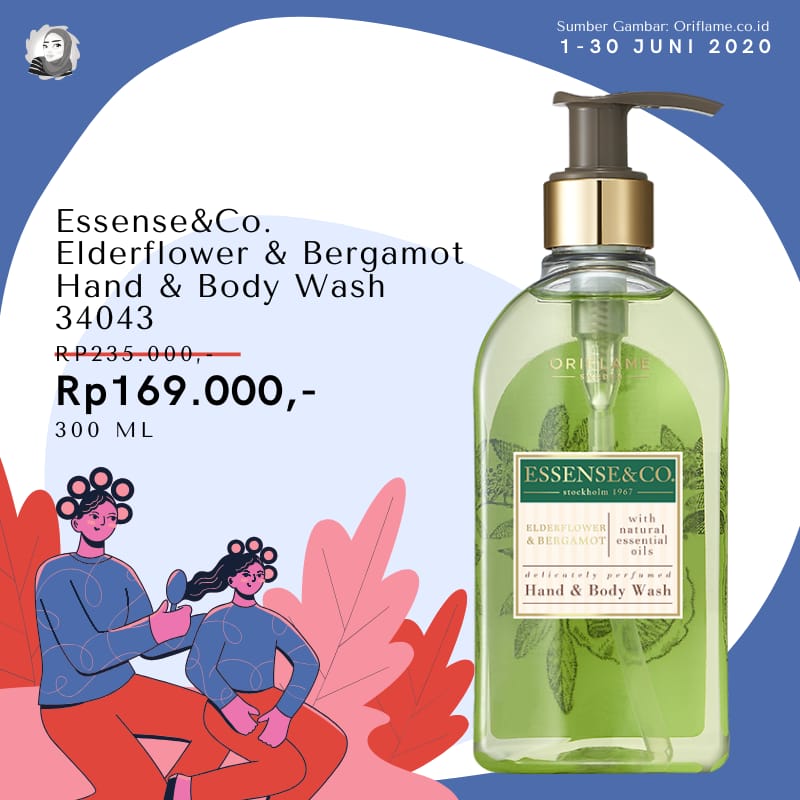 Sumber Gambar: Oriflame.co.id
1-30 JUNI 2020
Essense&Co.
Elderflower & Bergamot
Hand & Body Wash
34043
RP235.000,-
Rp169.000,-
300 ML
ORIFLAME
SWEDEN
ESSENSE&CO.
stockholm 1967
ELDERFLOWER
& BERGAMOT
with
natural
essential
oils
delicately perfumed
Hand & Body Wash